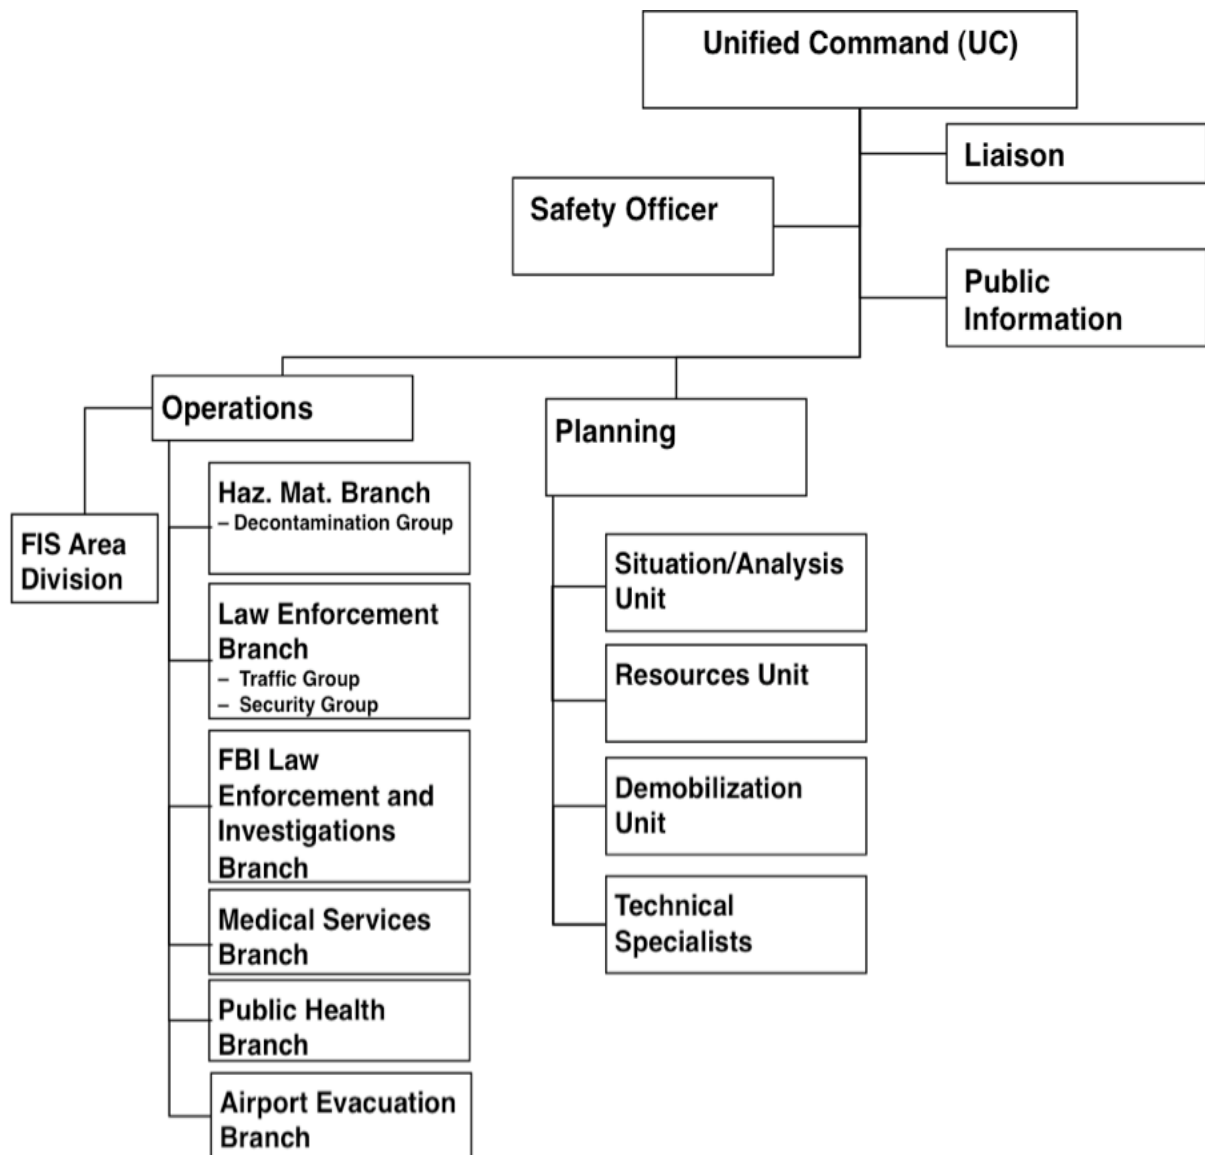 Unified Command (UC)
Liaison
Safety Officer
Public
Information
Operations
Planning
FIS Area
Division
Haz. Mat. Branch
– Decontamination Group
Law Enforcement
Branch
– Traffic Group
– Security Group
FBI Law
Enforcement and
Investigations
Branch
Medical Services
Branch
Public Health
Branch
Airport Evacuation
Branch
Situation/Analysis
Unit
Resources Unit
Demobilization
Unit
Technical
Specialists